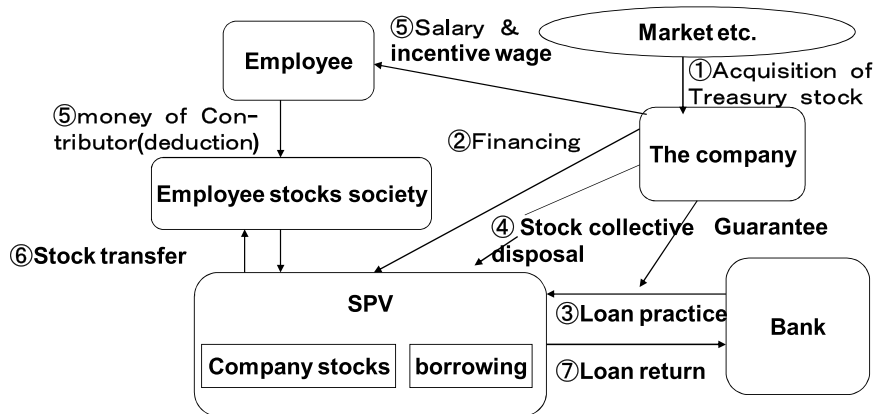 ⑤Salary &
incentive wage
Market etc.
Employee
①Acquisition of
Treasury stock
⑤money of Con-
tributor(deduction)
②Financing
The company
Employee stocks society
④ Stock collective
disposal
Guarantee
⑥Stock transfer
SPV
③Loan practice
Bank
Company stocks
borrowing
⑦Loan return